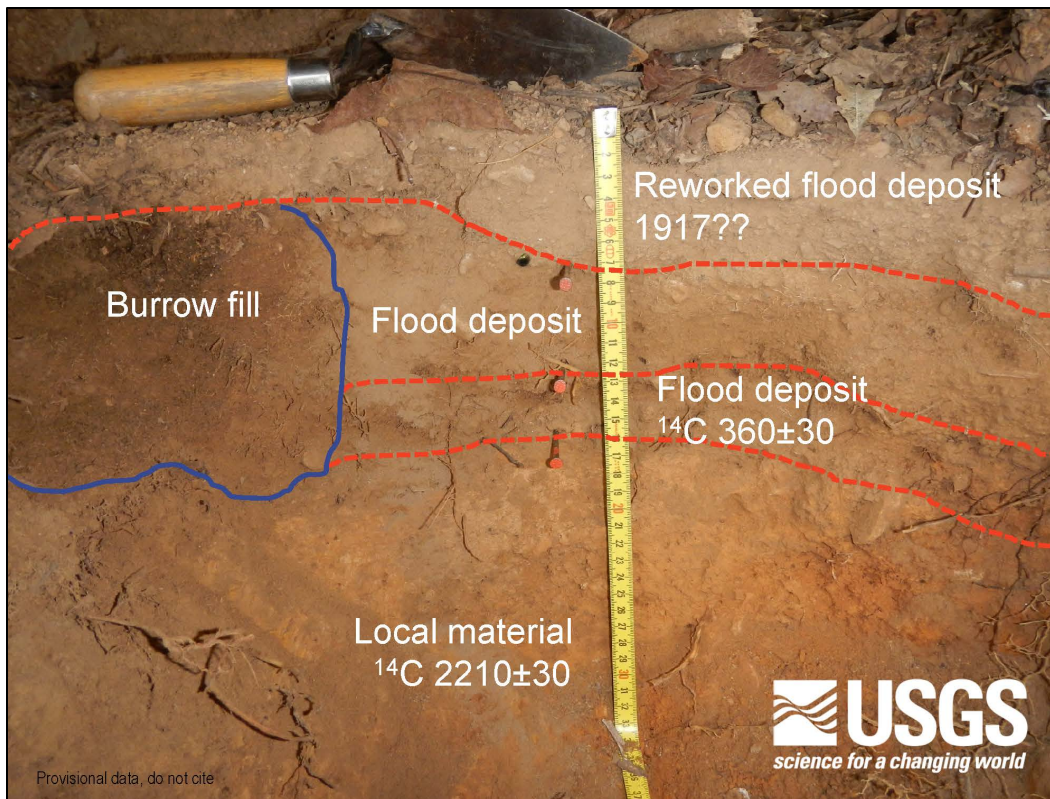 Reworked flood deposit
1917??
Burrow fill
Flood deposit
Flood deposit
¹⁴C 360±30
Local material
¹⁴C 2210±30
USGS
science for a changing world
Provisional data, do not cite